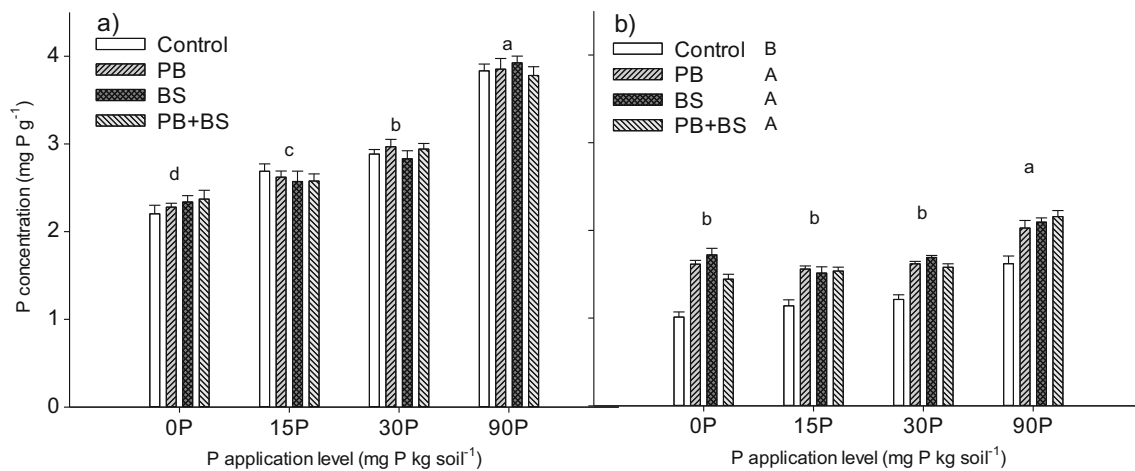 a)
Control
PB
BS
PB+BS
d
c
b
a
P concentration (mg P g⁻¹)
4
3
2
1
0
0P 15P 30P 90P
P application level (mg P kg soil⁻¹)
b)
Control B
PB A
BS A
PB+BS A
b
b
b
a
0P 15P 30P 90P
P application level (mg P kg soil⁻¹)